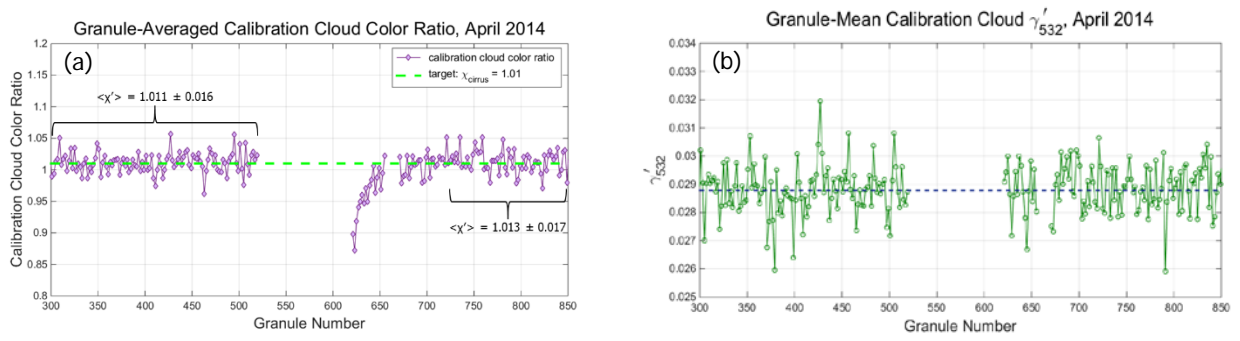 Granule-Averaged Calibration Cloud Color Ratio, April 2014
(a)
calibration cloud color ratio
target: χcirrus = 1.01
<χ'> = 1.011 ± 0.016
<χ'> = 1.013 ± 0.017
Calibration Cloud Color Ratio
1.2
1.15
1.1
1.05
1
0.95
0.9
0.85
0.8
300 350 400 450 500 550 600 650 700 750 800 850
Granule Number
Granule-Mean Calibration Cloud γ′532, April 2014
(b)
γ′532
0.034
0.033
0.032
0.031
0.03
0.029
0.028
0.027
0.026
0.025
300 350 400 450 500 550 600 650 700 750 800 850
Granule Number